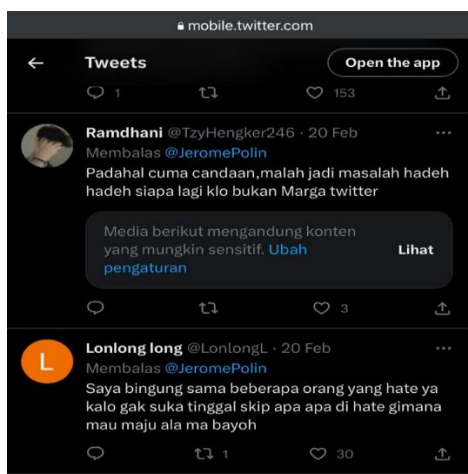 mobile.twitter.com
Tweets
Open the app
1
153
Ramdhani @TzyHengker246 · 20 Feb
Membalas @JeromePolin
Padahal cuma candaan,malah jadi masalah hadeh
hadeh siapa lagi klo bukan Marga twitter
Media berikut mengandung konten
yang mungkin sensitif. Ubah
pengaturan
Lihat
3
L
Lonlong long @LonlongL · 20 Feb
Membalas @JeromePolin
Saya bingung sama beberapa orang yang hate ya
kalo gak suka tinggal skip apa apa di hate gimana
mau maju ala ma bayoh
1
30